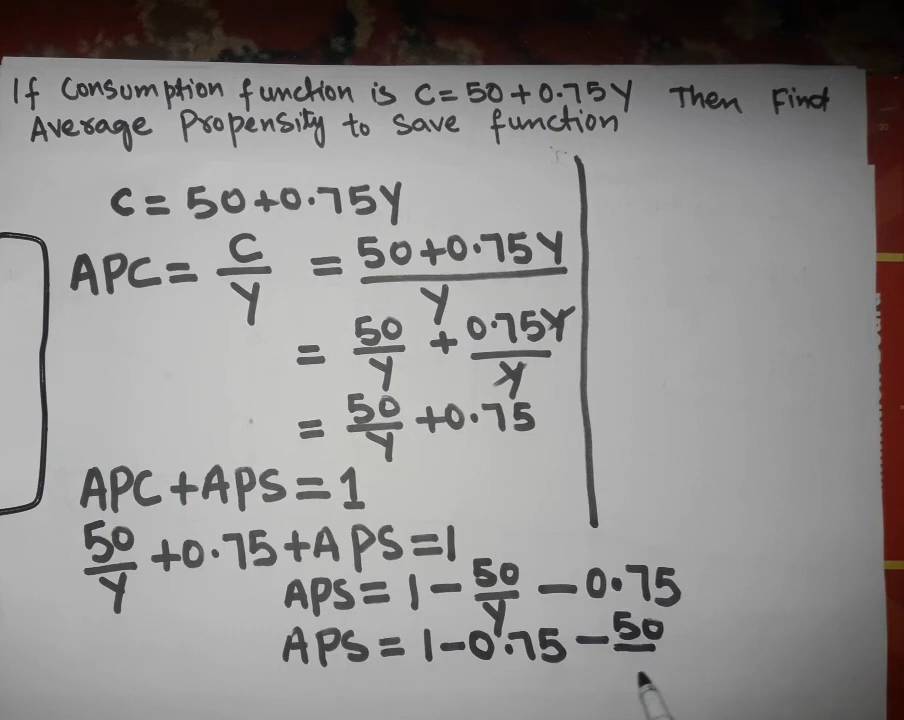 If Consumption function is C = 50 + 0.75Y Then Find
Average Propensity to save function
C = 50+0.75Y
APC = C/Y = 50+0.75Y/Y
= 50/Y + 0.75Y/Y
= 50/Y +0.75
APC + APS = 1
50/Y +0.75+APS=1
APS = 1 - 50/Y - 0.75
APS = 1-0.75 - 50